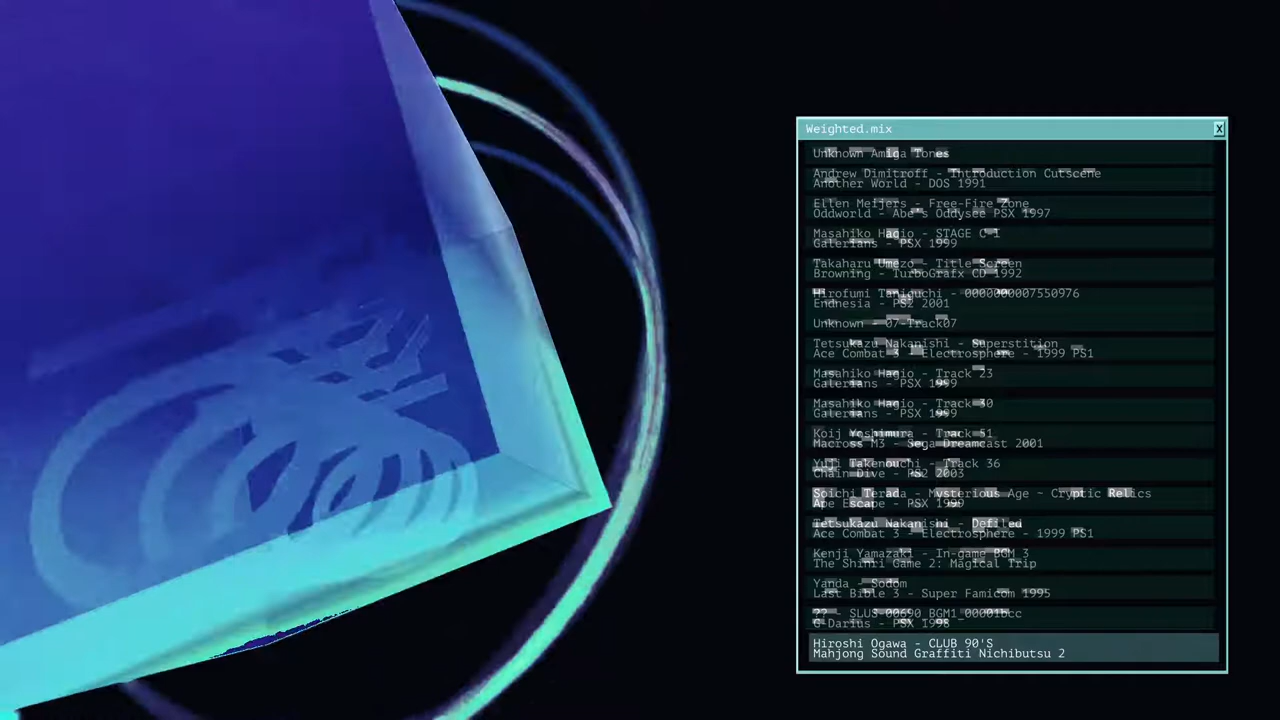 Weighted.mix
X
Unknown Amiga Tones
Andrew Dimitroff - Introduction Cutscene
Another World - DOS 1991
Ellen Meijers - Free-Fire Zone
Oddworld - Abe's Oddysee PSX 1997
Masahiko Hagio - STAGE C-1
Galerians - PSX 1999
Takaharu Umezo - Title Screen
Browning - TurboGrafx CD 1992
Hirofumi Taniguchi - 0000000007550976
Endnesia - PS2 2001
Unknown - 07-Track07
Tetsukazu Nakanishi - Superstition
Ace Combat 3 - Electrosphere - 1999 PS1
Masahiko Hagio - Track 23
Galerians - PSX 1999
Masahiko Hagio - Track 30
Galerians - PSX 1999
Koij Yoshimura - Track 51
Macross M3 - Sega Dreamcast 2001
Yuji Takenouchi - Track 36
Chain Dive - PS2 2003
Soichi Terada - Mysterious Age ~ Cryptic Relics
Ape Escape - PSX 1999
Tetsukazu Nakanishi - Defiled
Ace Combat 3 - Electrosphere - 1999 PS1
Kenji Yamazaki - In-game BGM 3
The Shinri Game 2: Magical Trip
Yanda - Sodom
Last Bible 3 - Super Famicom 1995
?? - SLUS-00690 BGM1_00001bcc
G-Darius - PSX 1998
Hiroshi Ogawa - CLUB 90'S
Mahjong Sound Graffiti Nichibutsu 2